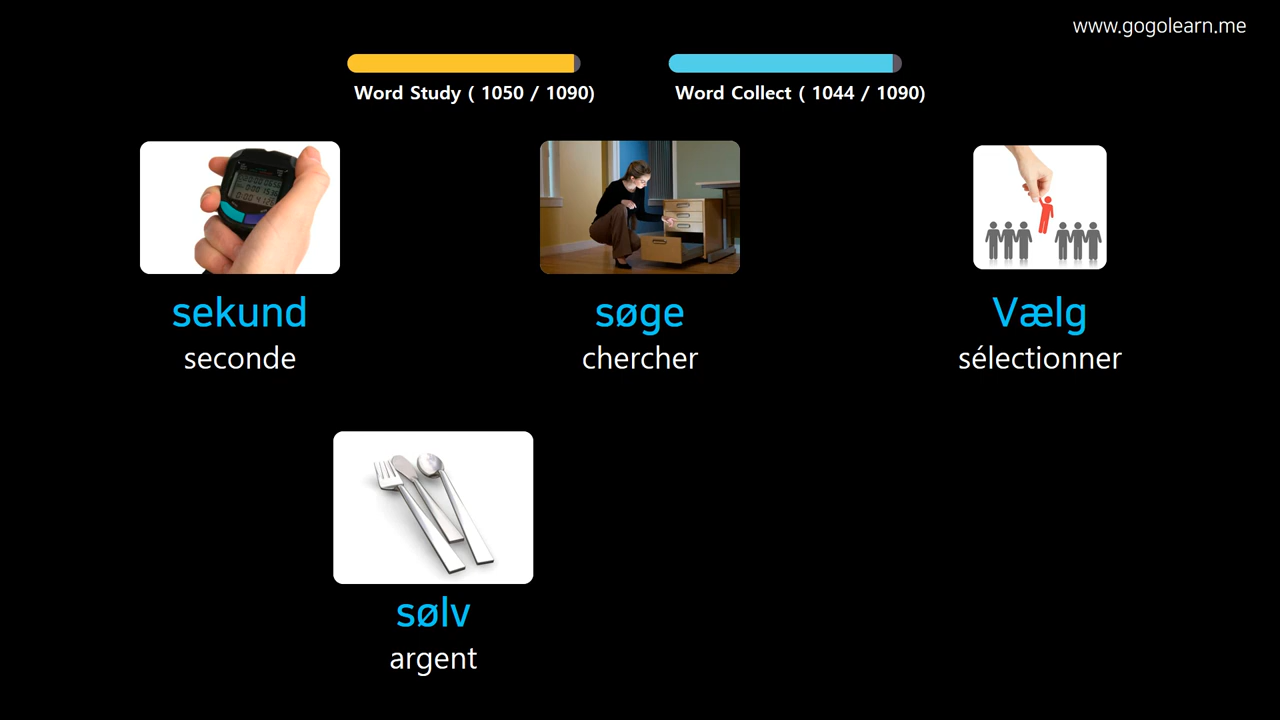 www.gogolearn.me
Word Study ( 1050 / 1090)
Word Collect ( 1044 / 1090)
sekund
seconde
søge
chercher
Vælg
sélectionner
sølv
argent